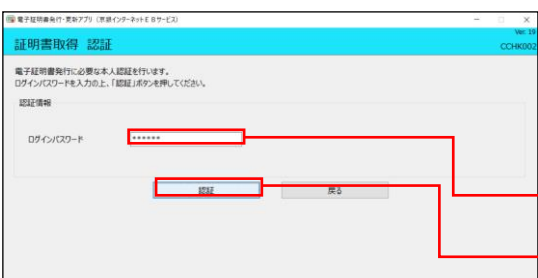 電子証明書発行・更新アプリ (京銀インターネットEBサービス)
Ver. 19
証明書取得 認証
CCHK002
電子証明書発行に必要な本人認証を行います。
ログインパスワードを入力の上、「認証」ボタンを押してください。
認証情報
ログインパスワード
******
認証
戻る